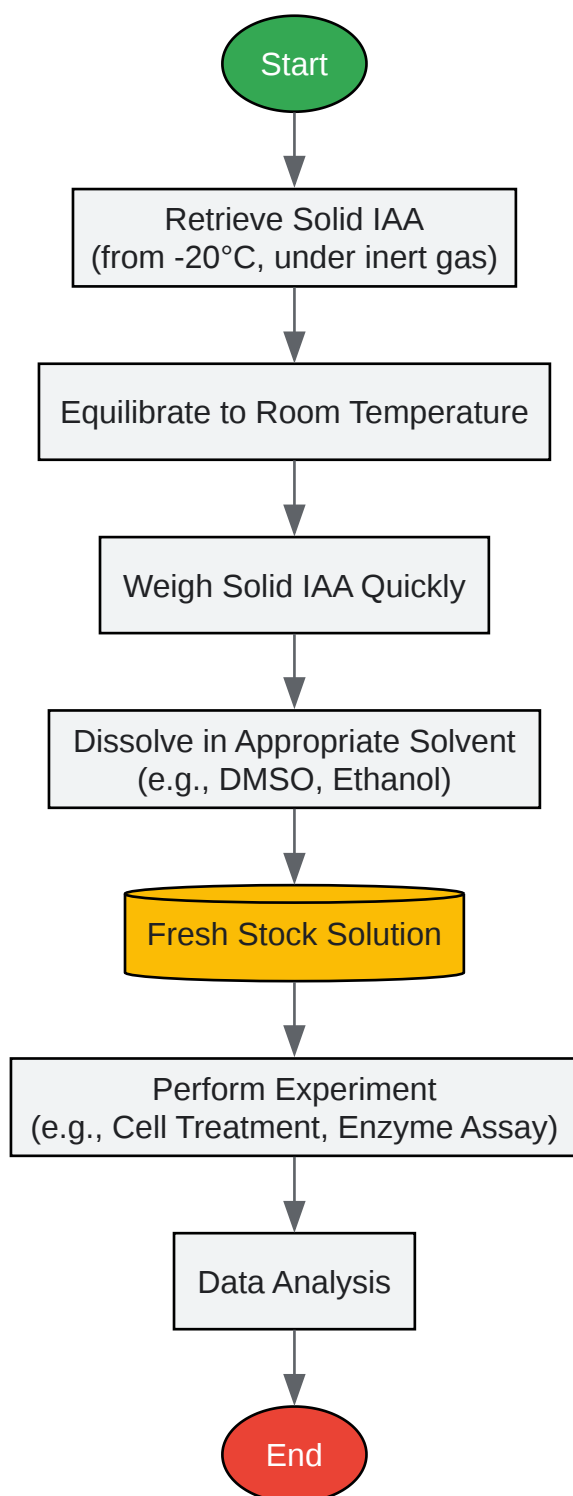 Start
Retrieve Solid IAA
(from -20°C, under inert gas)
Equilibrate to Room Temperature
Weigh Solid IAA Quickly
Dissolve in Appropriate Solvent
(e.g., DMSO, Ethanol)
Fresh Stock Solution
Perform Experiment
(e.g., Cell Treatment, Enzyme Assay)
Data Analysis
End